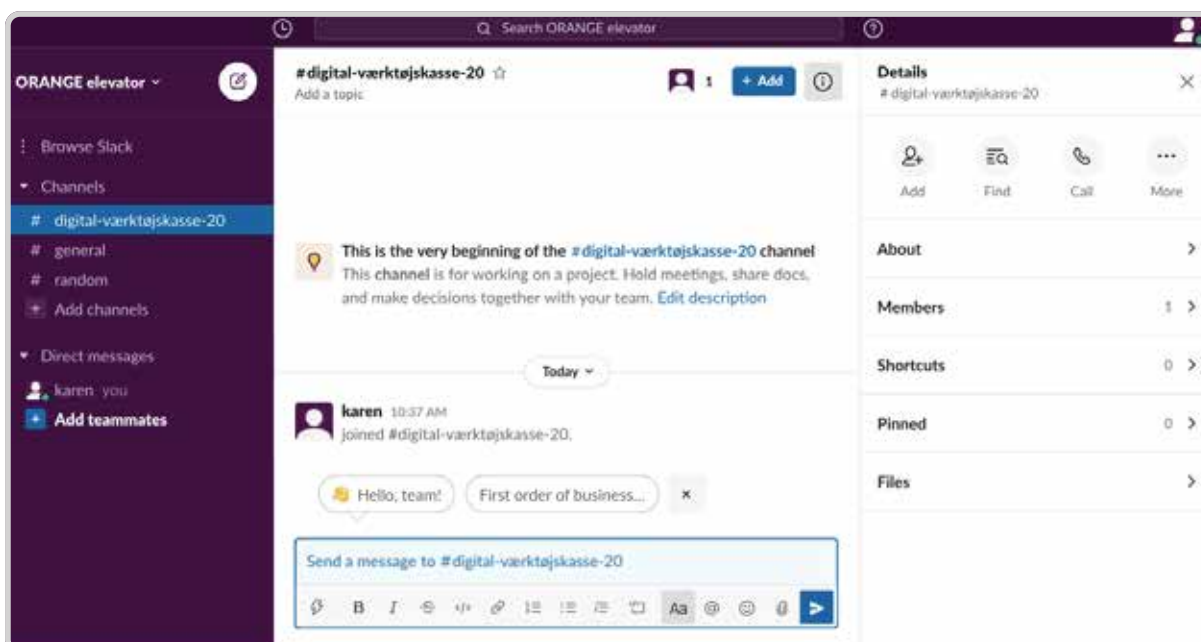 Search ORANGE elevator
ORANGE elevator
Browse Slack
Channels
# digital-værktøjskasse-20
# general
# random
+ Add channels
Direct messages
karen you
+ Add teammates
#digital-værktøjskasse-20
Add a topic
1
+ Add
This is the very beginning of the #digital-værktøjskasse-20 channel
This channel is for working on a project. Hold meetings, share docs,
and make decisions together with your team. Edit description
Today
karen 10:37 AM
joined #digital-værktøjskasse-20.
Hello, team!
First order of business...
Send a message to #digital-værktøjskasse-20
B I S </> Aa @
Details
# digital-værktøjskasse-20
Add Find Call More
About
Members 1
Shortcuts 0
Pinned 0
Files